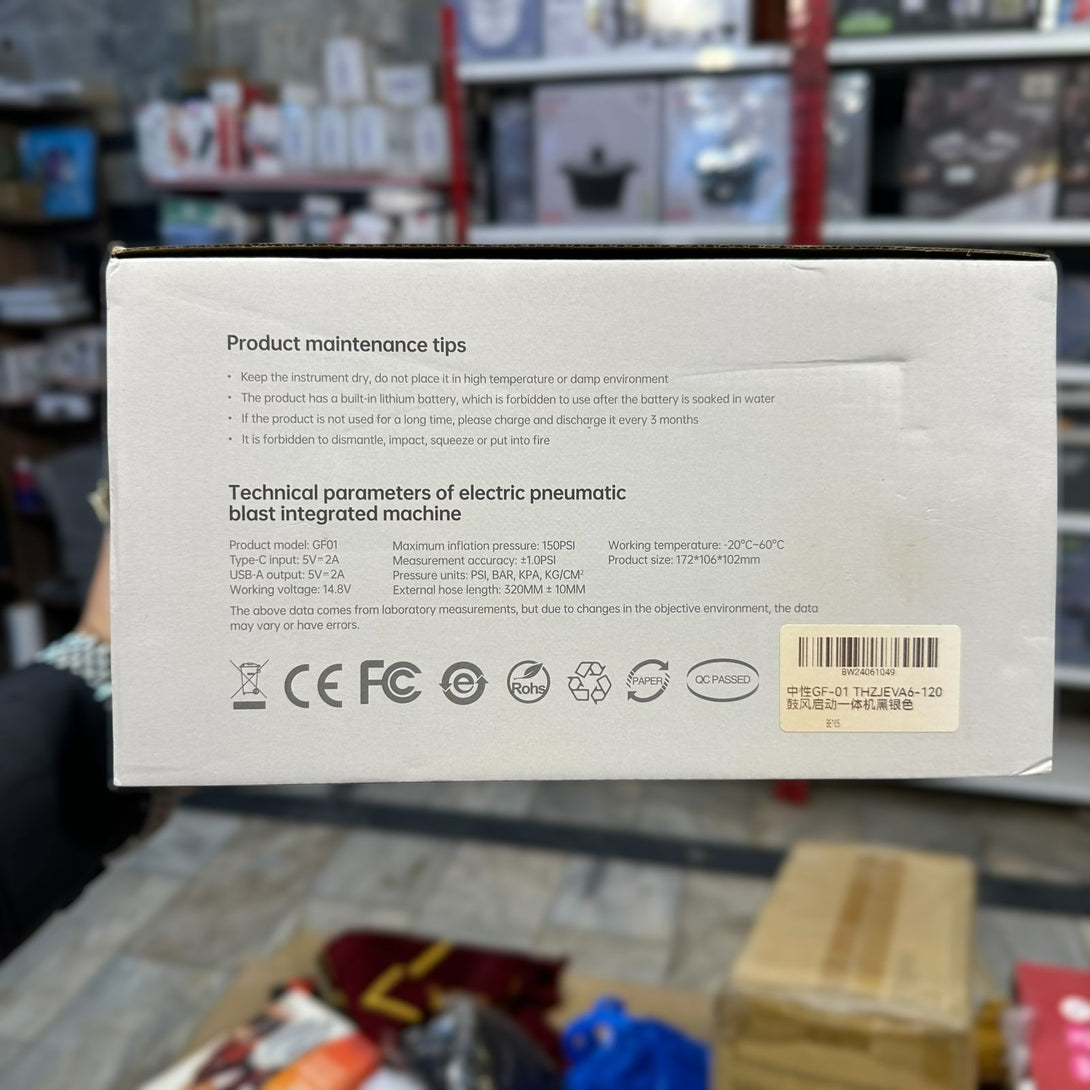 Product maintenance tips
• Keep the instrument dry, do not place it in high temperature or damp environment
• The product has a built-in lithium battery, which is forbidden to use after the battery is soaked in water
• If the product is not used for a long time, please charge and discharge it every 3 months
• It is forbidden to dismantle, impact, squeeze or put into fire
Technical parameters of electric pneumatic
blast integrated machine
Product model: GF01
Type-C input: 5V=2A
USB-A output: 5V=2A
Working voltage: 14.8V
Maximum inflation pressure: 150PSI
Measurement accuracy: ±1.0PSI
Pressure units: PSI, BAR, KPA, KG/CM²
External hose length: 320MM ± 10MM
Working temperature: -20°C~60°C
Product size: 172*106*102mm
The above data comes from laboratory measurements, but due to changes in the objective environment, the data
may vary or have errors.
CE FC e Rohs PAPER QC PASSED
BW24061049
中性GF-01 THZJEVA6-120
鼓风启动一体机黑银色